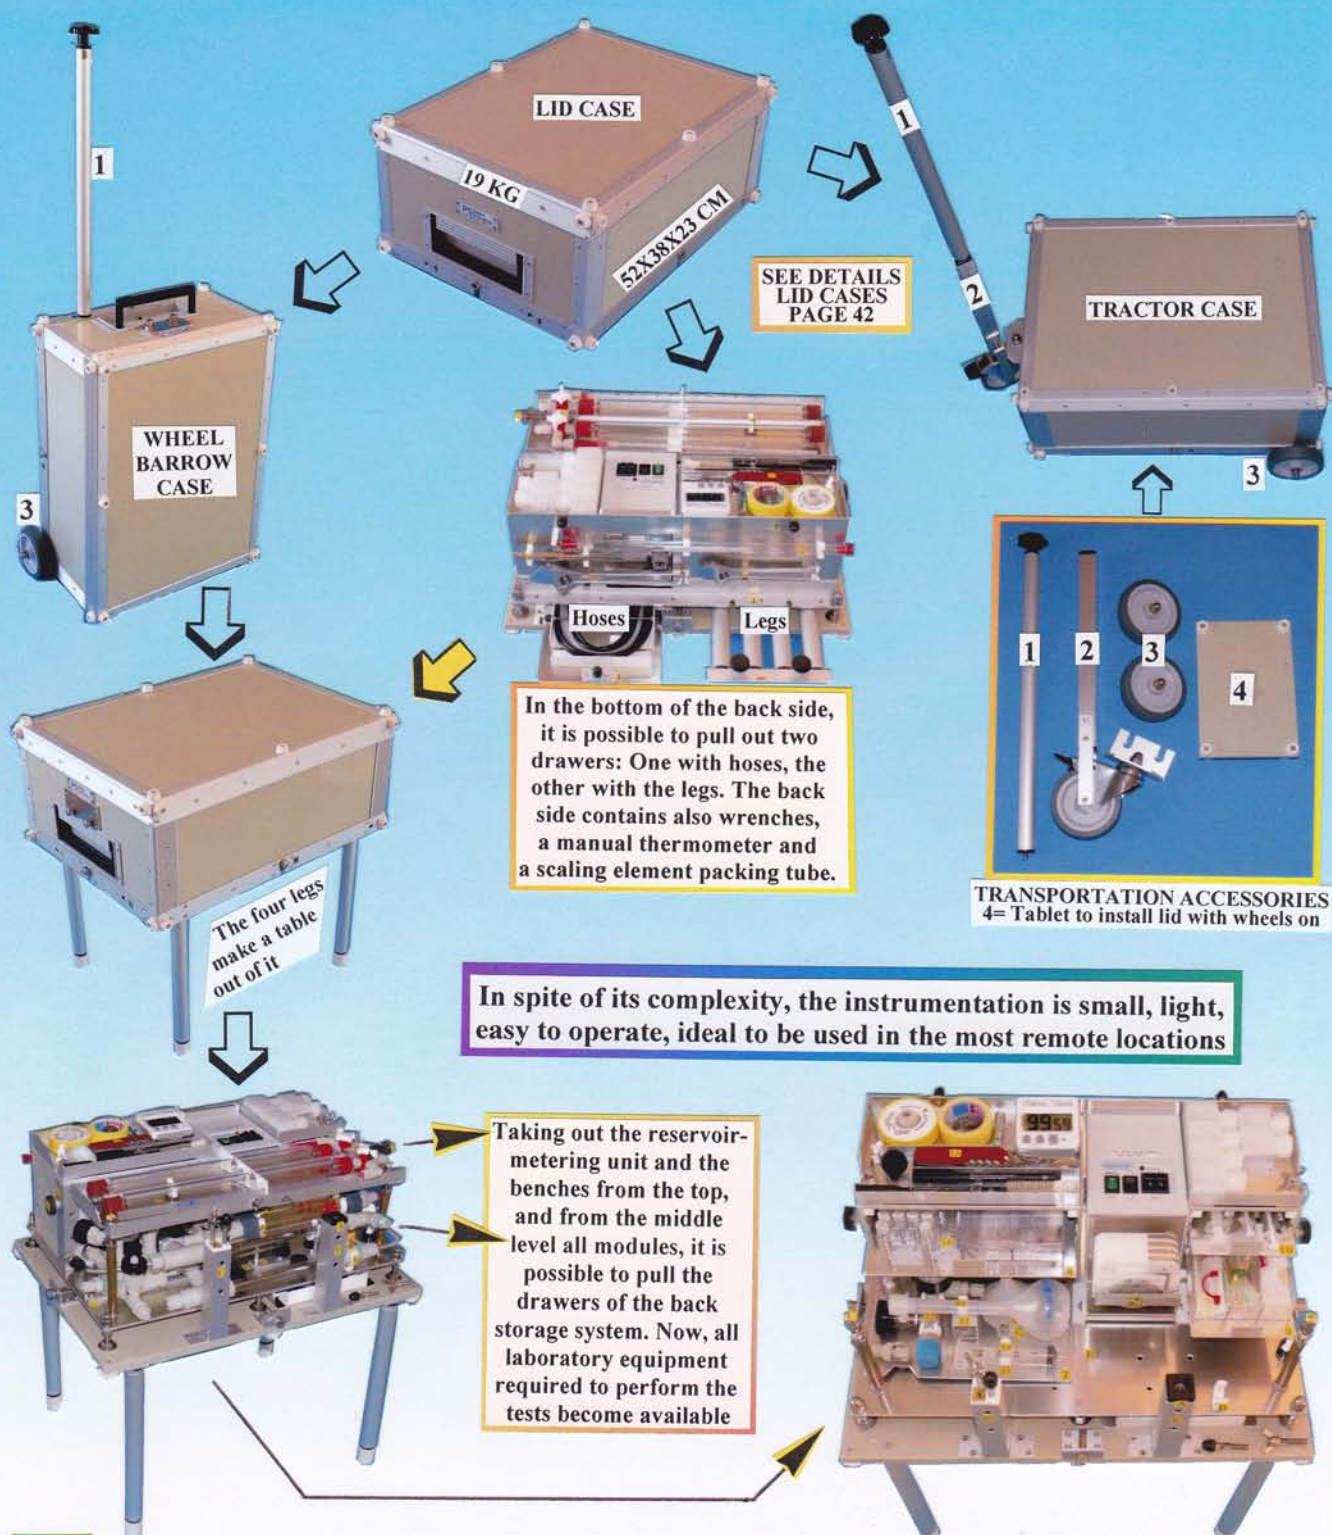 LID CASE
19 KG
52X38X23 CM
1
1
2
SEE DETAILS
LID CASES
PAGE 42
TRACTOR CASE
WHEEL
BARROW
CASE
3
3
Hoses
Legs
1
2
3
4
In the bottom of the back side,
it is possible to pull out two
drawers: One with hoses, the
other with the legs. The back
side contains also wrenches,
a manual thermometer and
a scaling element packing tube.
TRANSPORTATION ACCESSORIES
4= Tablet to install lid with wheels on
The four legs
make a table
out of it
In spite of its complexity, the instrumentation is small, light,
easy to operate, ideal to be used in the most remote locations
Taking out the reservoir-
metering unit and the
benches from the top,
and from the middle
level all modules, it is
possible to pull the
drawers of the back
storage system. Now, all
laboratory equipment
required to perform the
tests become available
99 59